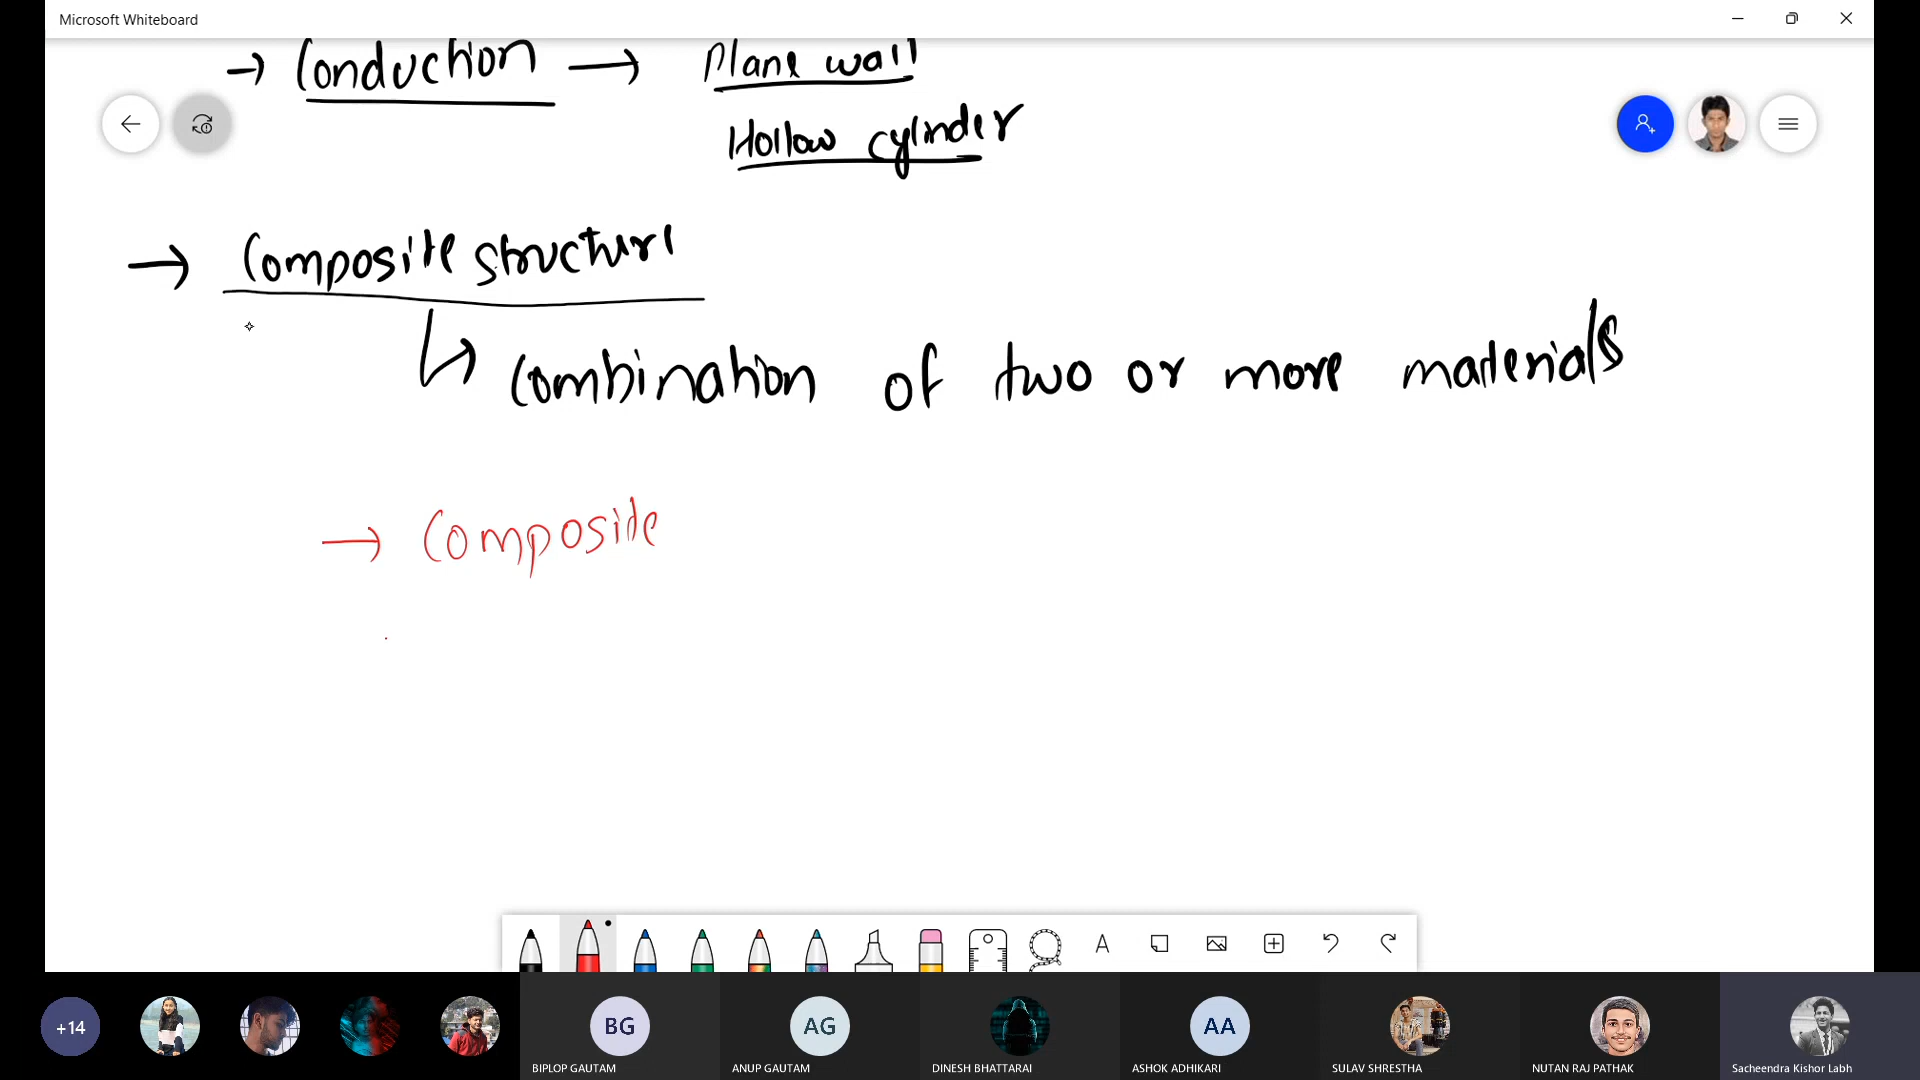 Microsoft Whiteboard
→ Conduction → Plane wall
Hollow cylinder
→ Composite structure
↳ Combination of two or more materials
→ Composite
A
+14
BG
AG
AA
BIPLOP GAUTAM
ANUP GAUTAM
DINESH BHATTARAI
ASHOK ADHIKARI
SULAV SHRESTHA
NUTAN RAJ PATHAK
Sacheendra Kishor Labh